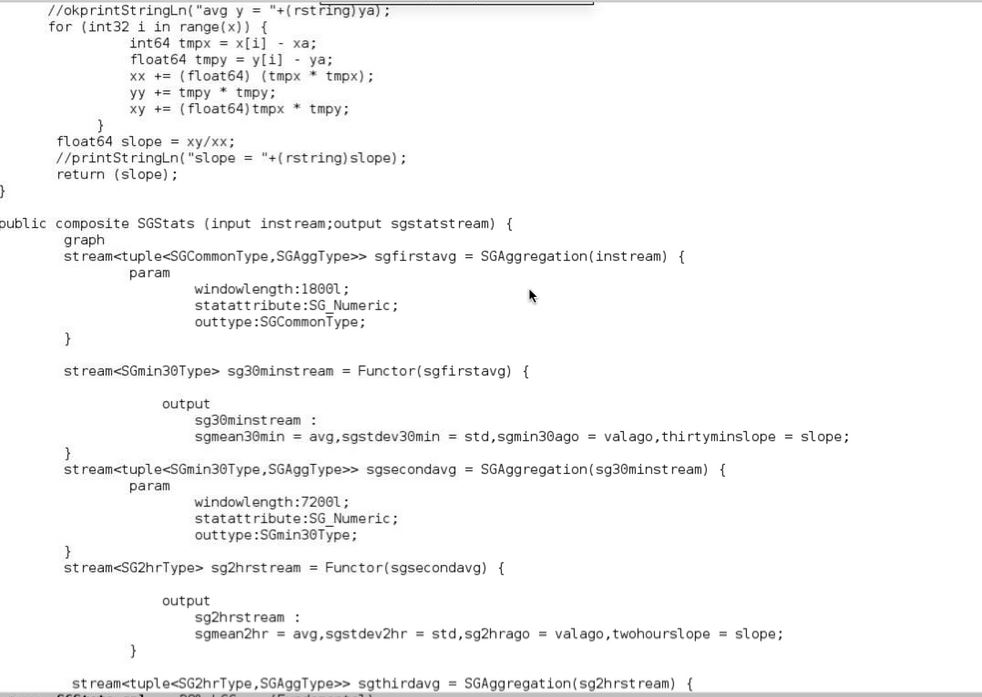 //okprintStringLn("avg y = "+(rstring)ya);
for (int32 i in range(x)) {
int64 tmpx = x[i] - xa;
float64 tmpy = y[i] - ya;
xx += (float64) (tmpx * tmpx);
yy += tmpy * tmpy;
xy += (float64)tmpx * tmpy;
}
float64 slope = xy/xx;
//printStringLn("slope = "+(rstring)slope);
return (slope);
}
public composite SGStats (input instream;output sgstatstream) {
graph
stream<tuple<SGCommonType,SGAggType>> sgfirstavg = SGAggregation(instream) {
param
windowlength:1800l;
statattribute:SG_Numeric;
outtype:SGCommonType;
}
stream<SGmin30Type> sg30minstream = Functor(sgfirstavg) {
output
sg30minstream :
sgmean30min = avg,sgstdev30min = std,sgmin30ago = valago,thirtyminslope = slope;
}
stream<tuple<SGmin30Type,SGAggType>> sgsecondavg = SGAggregation(sg30minstream) {
param
windowlength:7200l;
statattribute:SG_Numeric;
outtype:SGmin30Type;
}
stream<SG2hrType> sg2hrstream = Functor(sgsecondavg) {
output
sg2hrstream :
sgmean2hr = avg,sgstdev2hr = std,sg2hrago = valago,twohourslope = slope;
}
stream<tuple<SG2hrType,SGAggType>> sgthirdavg = SGAggregation(sg2hrstream) {